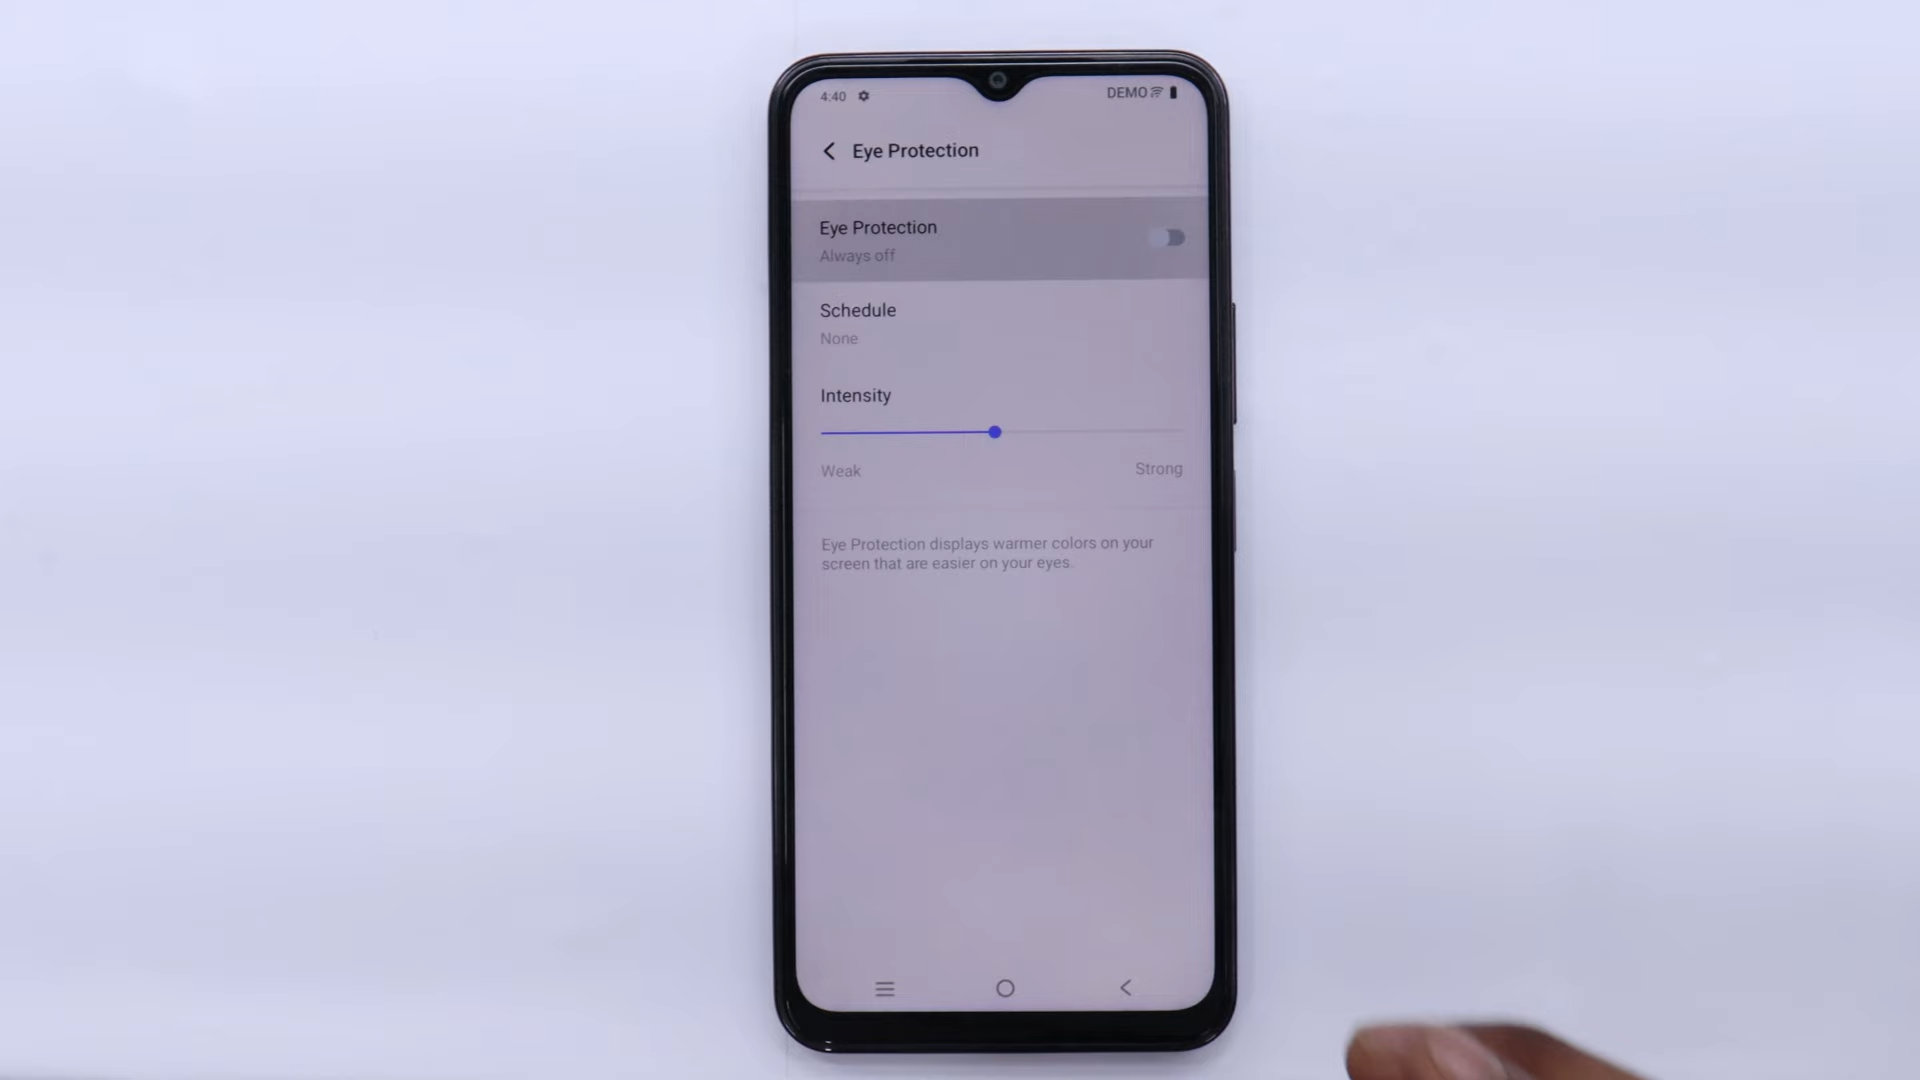 4:40 DEMO
Eye Protection
Eye Protection
Always off
Schedule
None
Intensity
Weak Strong
Eye Protection displays warmer colors on your
screen that are easier on your eyes.